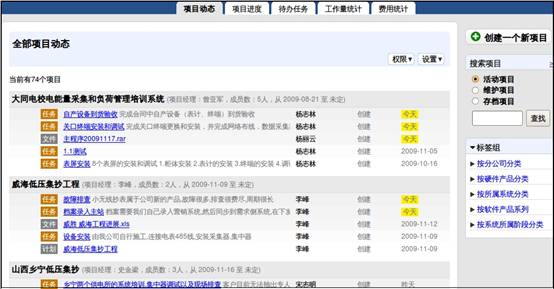 项目动态 项目进度 待办任务 工作量统计 费用统计
全部项目动态
权限▾ 设置▾
当前有74个项目
大同电校电能量采集和负荷管理培训系统 (项目经理：曾亚军，成员数：5人，从 2009-08-21 至 未定)
任务 自产设备到货验收 完成合同中自产设备（表计、终端）到货验收 杨志林 创建 今天
任务 关口终端安装和调试 完成关口终端更换和安装，并完成网络布线，数据采集 杨志林 创建 今天
文件 主程序20091117.rar 杨丽云 创建 今天
任务 1.1测试 杨志林 创建 2009-11-05
任务 表屏安装 8个表屏的安装和调试 1.柜体安装 2.表计的安装 3.终端的安装 4.调 杨志林 创建 2009-10-16
威海低压集抄工程 (项目经理：李峰，成员数：2人，从 2009-11-09 至 未定)
任务 故障排查 小无线抄表属于公司新的产品,故障很多,排查很费尽,周期很长 李峰 创建 今天
任务 档案录入主站 档案需要我们自己录入营销系统,然后同步到需求侧系统,在下发 李峰 创建 今天
文件 威胜 威海工程进展.xls 李峰 创建 2009-11-12
任务 设备安装 由我公司自行施工,连接电表485线,安装采集器,集中器 李峰 创建 2009-11-09
计划 威海低压集抄工程 李峰 创建 2009-11-09
山西乡宁低压集抄 (项目经理：史金鉴，成员数：3人，从 2009-11-16 至 未定)
任务 乡宁两个供电所的系统培训,集中器调试以及现场排查 客户目前无法抽出专人 宋志明 创建 昨天
创建一个新项目
搜索项目
活动项目
维护项目
存档项目
查找
▾标签组
按分公司分类
按硬件产品分类
按所属系统分类
按软件产品系列
按系统所属阶段分类